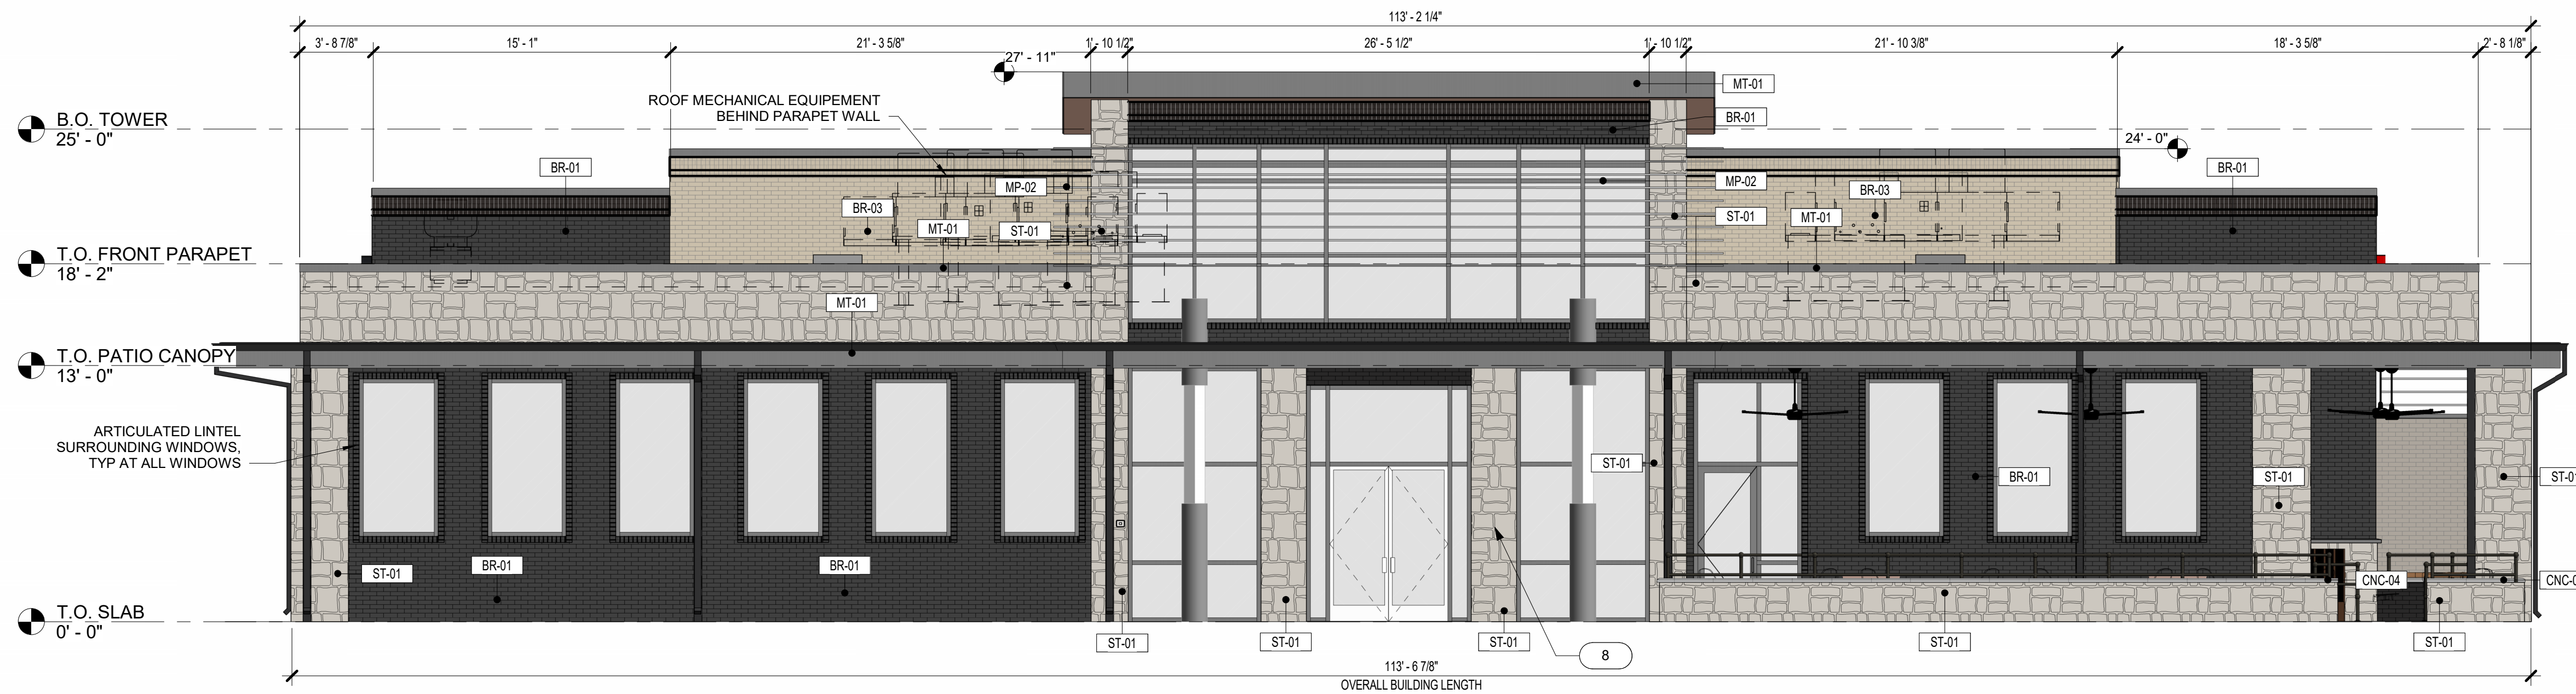 113' - 2 1/4"
3' - 8 7/8"
15' - 1"
21' - 3 5/8"
1' - 10 1/2"
26' - 5 1/2"
1' - 10 1/2"
21' - 10 3/8"
18' - 3 5/8"
2' - 8 1/8"
27' - 11"
MT-01
ROOF MECHANICAL EQUIPEMENT
BEHIND PARAPET WALL
B.O. TOWER
25' - 0"
BR-01
24' - 0"
BR-01
BR-01
MP-02
MP-02
BR-03
BR-03
ST-01
MT-01
MT-01
ST-01
T.O. FRONT PARAPET
18' - 2"
MT-01
T.O. PATIO CANOPY
13' - 0"
ARTICULATED LINTEL
SURROUNDING WINDOWS,
TYP AT ALL WINDOWS
ST-01
BR-01
ST-01
ST-01
ST-01
BR-01
BR-01
CNC-04
CNC-0
T.O. SLAB
0' - 0"
ST-01
ST-01
ST-01
ST-01
ST-01
8
113' - 6 7/8"
OVERALL BUILDING LENGTH